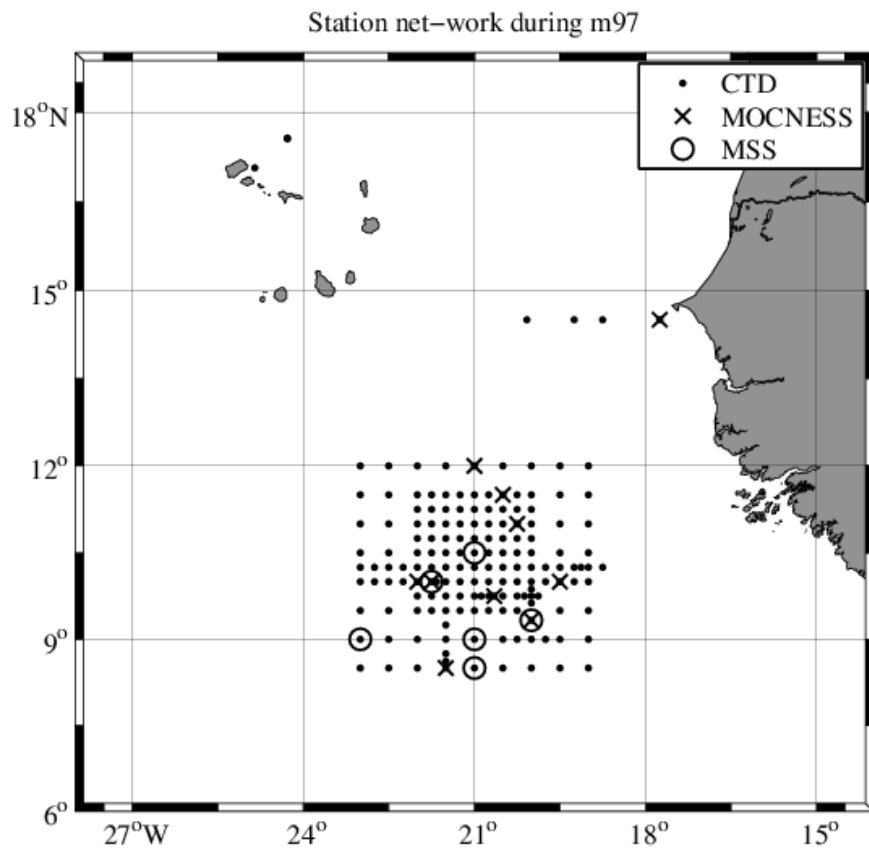 Station net−work during m97
CTD
MOCNESS
MSS
18°N
15°
12°
9°
6°
27°W
24°
21°
18°
15°